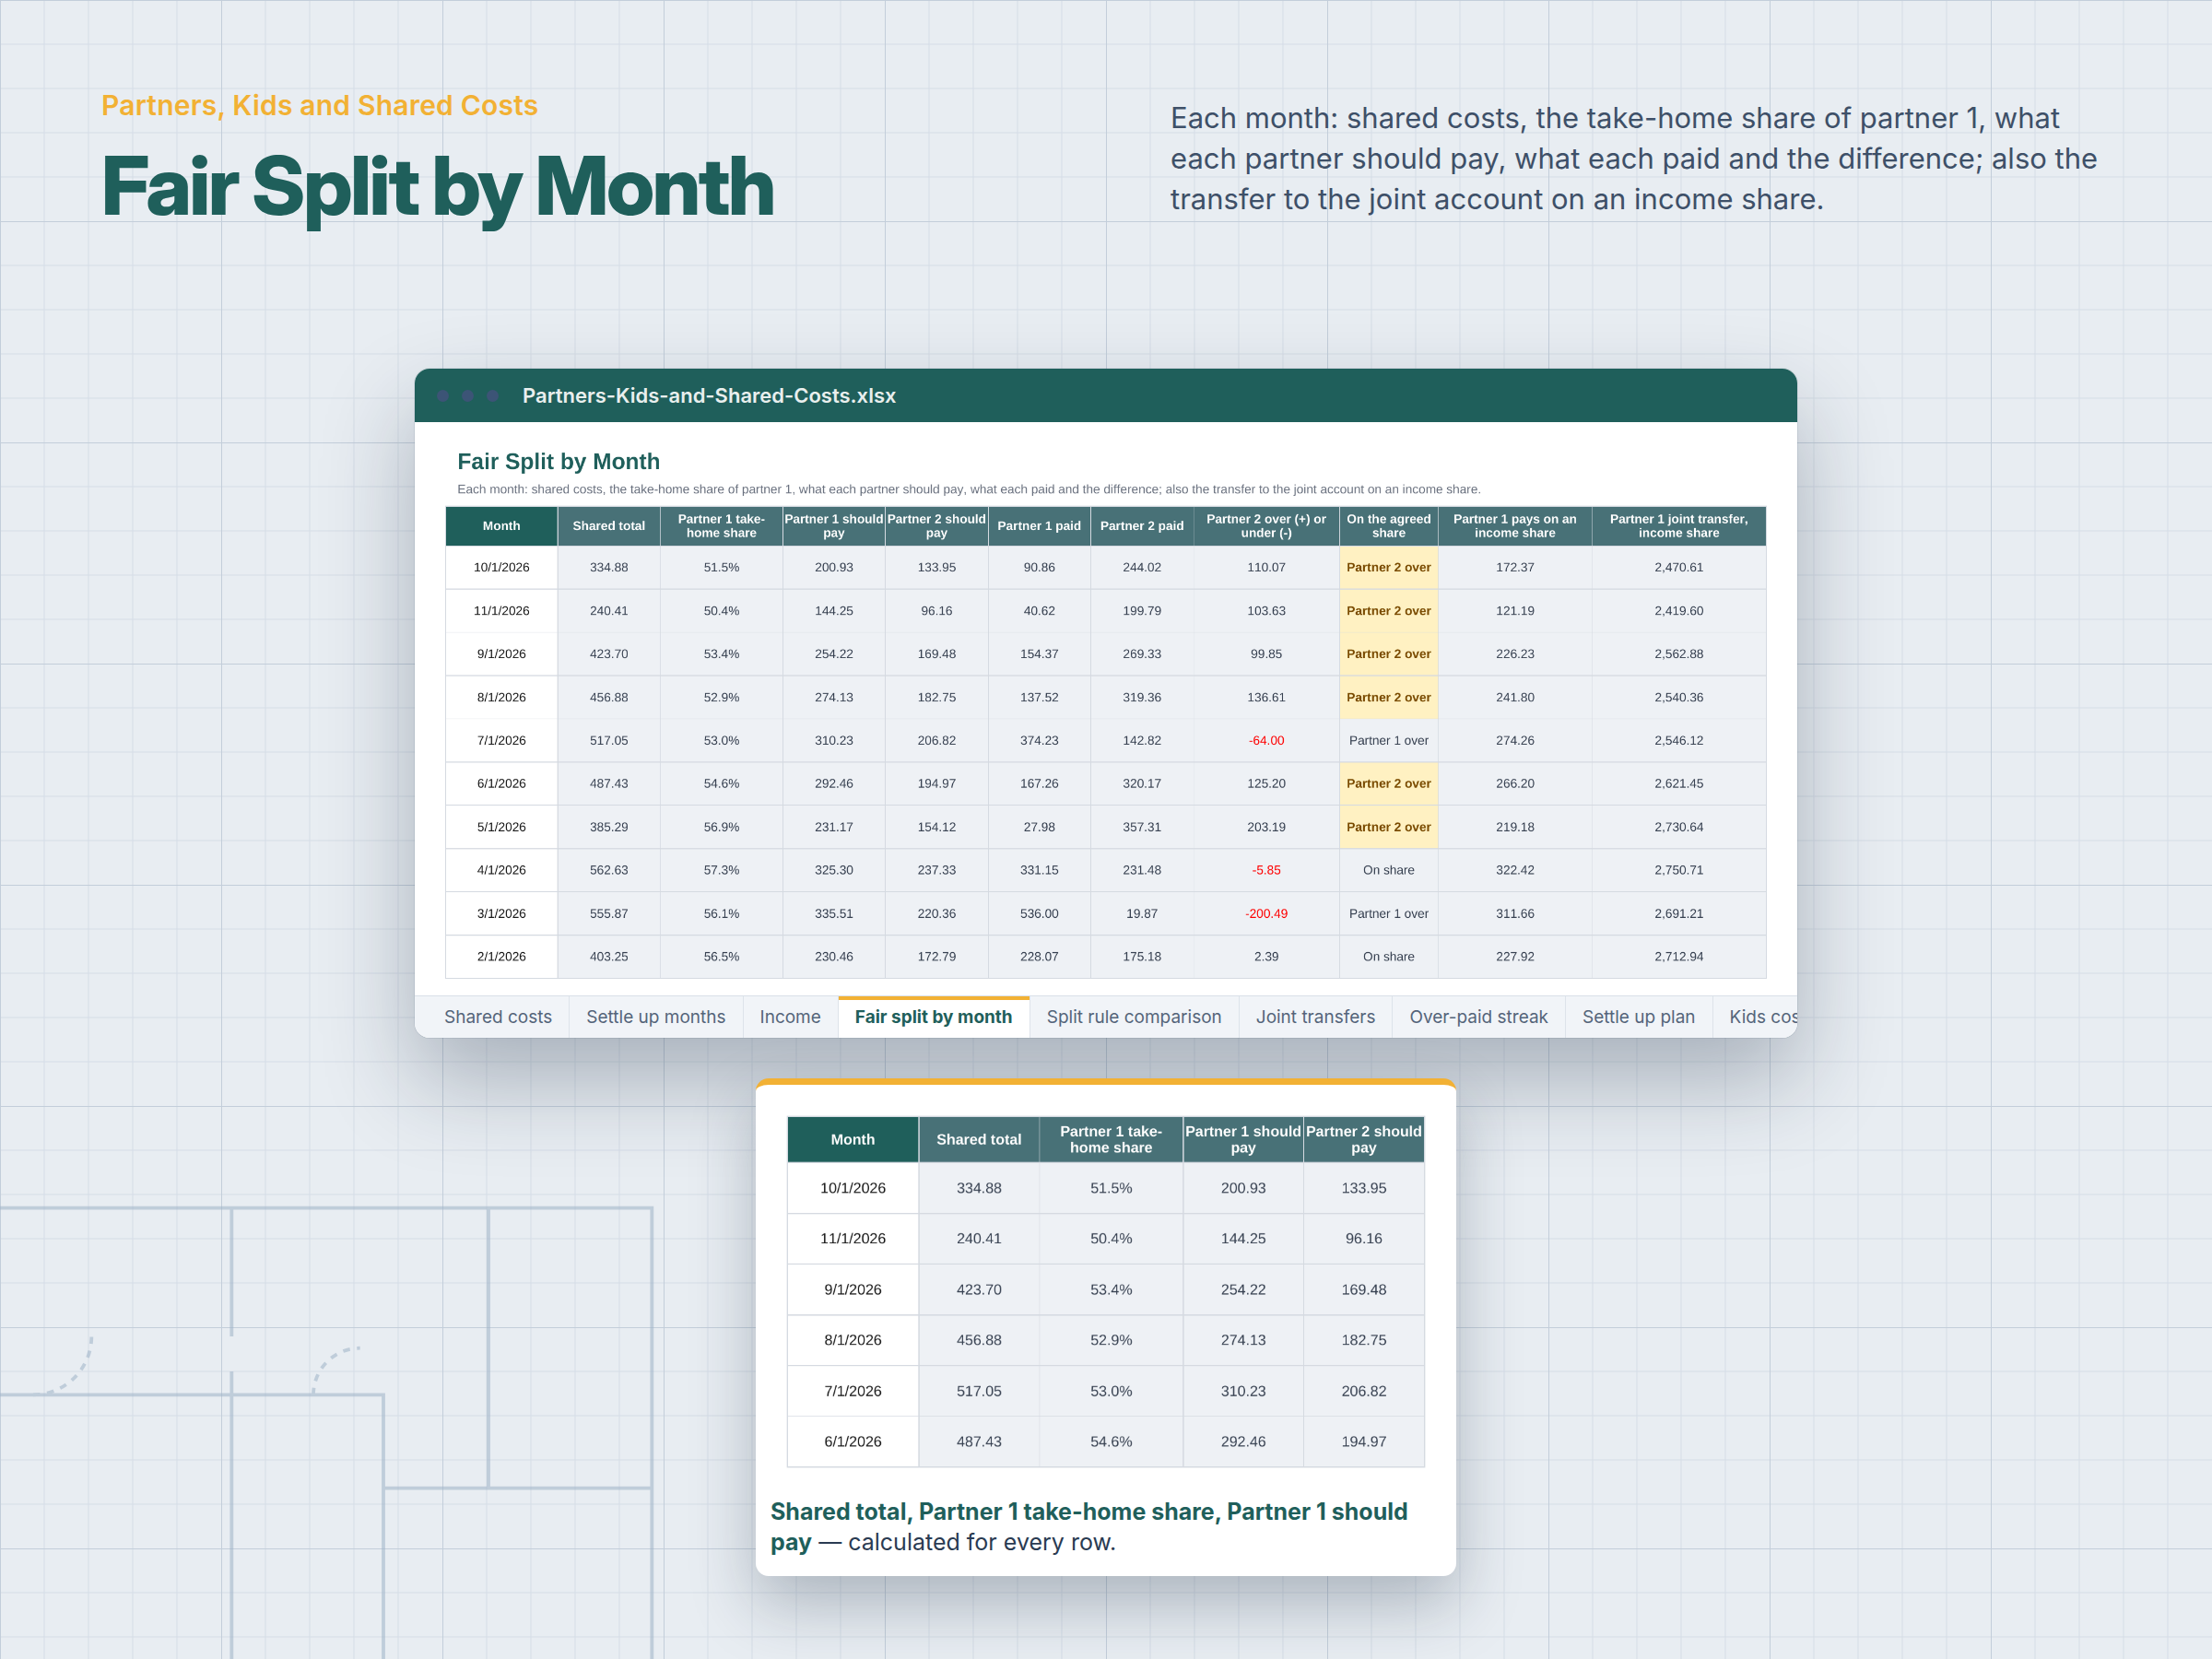 Partners, Kids and Shared Costs
Fair Split by Month
Each month: shared costs, the take-home share of partner 1, what
each partner should pay, what each paid and the difference; also the
transfer to the joint account on an income share.
Partners-Kids-and-Shared-Costs.xlsx
Fair Split by Month
Each month: shared costs, the take-home share of partner 1, what each partner should pay, what each paid and the difference; also the transfer to the joint account on an income share.
Month Shared total Partner 1 take-home share Partner 1 should pay Partner 2 should pay Partner 1 paid Partner 2 paid Partner 2 over (+) or under (-) On the agreed share Partner 1 pays on an income share Partner 1 joint transfer, income share
10/1/2026 334.88 51.5% 200.93 133.95 90.86 244.02 110.07 Partner 2 over 172.37 2,470.61
11/1/2026 240.41 50.4% 144.25 96.16 40.62 199.79 103.63 Partner 2 over 121.19 2,419.60
9/1/2026 423.70 53.4% 254.22 169.48 154.37 269.33 99.85 Partner 2 over 226.23 2,562.88
8/1/2026 456.88 52.9% 274.13 182.75 137.52 319.36 136.61 Partner 2 over 241.80 2,540.36
7/1/2026 517.05 53.0% 310.23 206.82 374.23 142.82 -64.00 Partner 1 over 274.26 2,546.12
6/1/2026 487.43 54.6% 292.46 194.97 167.26 320.17 125.20 Partner 2 over 266.20 2,621.45
5/1/2026 385.29 56.9% 231.17 154.12 27.98 357.31 203.19 Partner 2 over 219.18 2,730.64
4/1/2026 562.63 57.3% 325.30 237.33 331.15 231.48 -5.85 On share 322.42 2,750.71
3/1/2026 555.87 56.1% 335.51 220.36 536.00 19.87 -200.49 Partner 1 over 311.66 2,691.21
2/1/2026 403.25 56.5% 230.46 172.79 228.07 175.18 2.39 On share 227.92 2,712.94
Shared costs Settle up months Income Fair split by month Split rule comparison Joint transfers Over-paid streak Settle up plan Kids cos
Month Shared total Partner 1 take-home share Partner 1 should pay Partner 2 should pay
10/1/2026 334.88 51.5% 200.93 133.95
11/1/2026 240.41 50.4% 144.25 96.16
9/1/2026 423.70 53.4% 254.22 169.48
8/1/2026 456.88 52.9% 274.13 182.75
7/1/2026 517.05 53.0% 310.23 206.82
6/1/2026 487.43 54.6% 292.46 194.97
Shared total, Partner 1 take-home share, Partner 1 should
pay — calculated for every row.